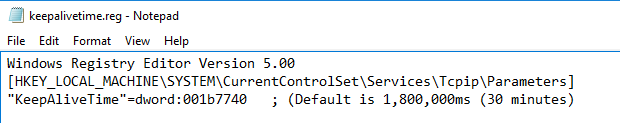 keepalivetime.reg - Notepad
File Edit Format View Help
Windows Registry Editor Version 5.00
[HKEY_LOCAL_MACHINE\SYSTEM\CurrentControlSet\Services\Tcpip\Parameters]
"KeepAliveTime"=dword:001b7740   ; (Default is 1,800,000ms (30 minutes)